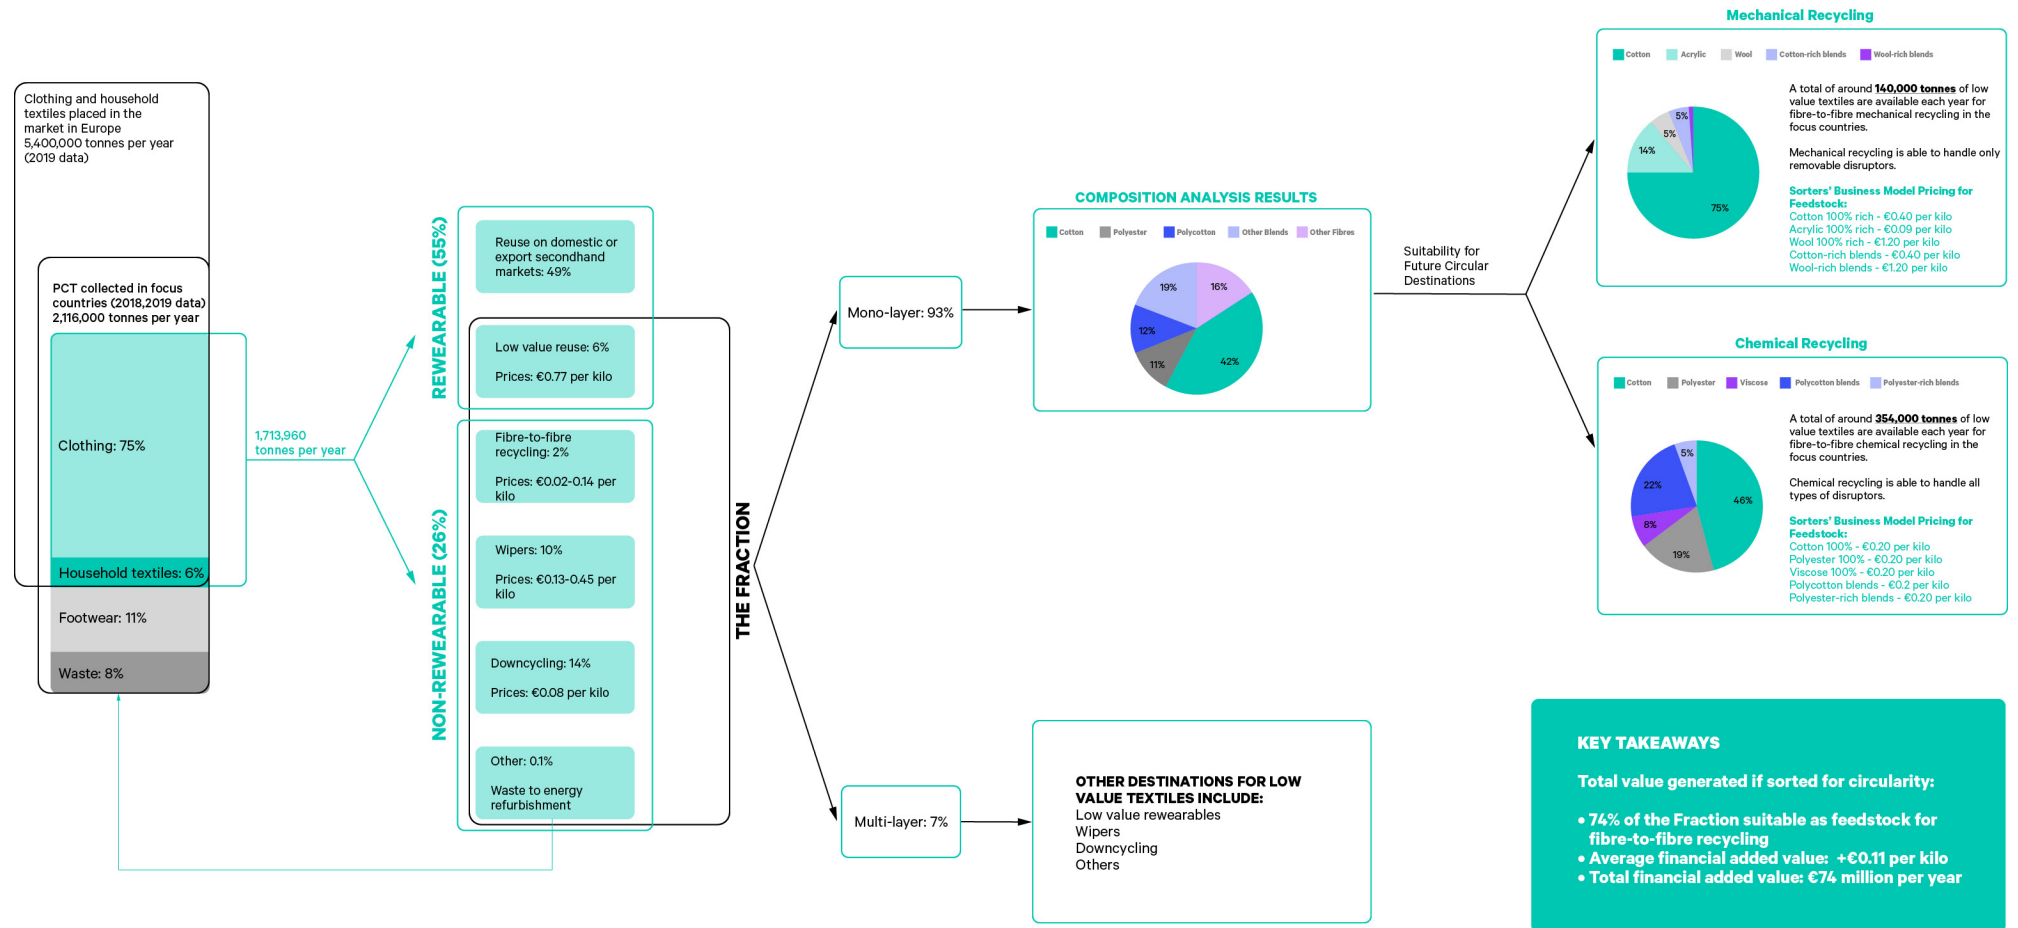 Clothing and household
textiles placed in the
market in Europe
5,400,000 tonnes per year
(2019 data)
PCT collected in focus
countries (2018,2019 data)
2,116,000 tonnes per year
Clothing: 75%
Household textiles: 6%
Footwear: 11%
Waste: 8%
1,713,960
tonnes per year
REWEARABLE (55%)
Reuse on domestic or
export secondhand
markets: 49%
Low value reuse: 6%
Prices: €0.77 per kilo
NON-REWEARABLE (26%)
Fibre-to-fibre
recycling: 2%
Prices: €0.02-0.14 per
kilo
Wipers: 10%
Prices: €0.13-0.45 per
kilo
Downcycling: 14%
Prices: €0.08 per kilo
Other: 0.1%
Waste to energy
refurbishment
THE FRACTION
Mono-layer: 93%
Multi-layer: 7%
COMPOSITION ANALYSIS RESULTS
Cotton Polyester Polycotton Other Blends Other Fibres
19%
16%
12%
11%
42%
OTHER DESTINATIONS FOR LOW
VALUE TEXTILES INCLUDE:
Low value rewearables
Wipers
Downcycling
Others
Suitability for
Future Circular
Destinations
Mechanical Recycling
Cotton Acrylic Wool Cotton-rich blends Wool-rich blends
5%
5%
14%
75%
A total of around 140,000 tonnes of low
value textiles are available each year for
fibre-to-fibre mechanical recycling in the
focus countries.
Mechanical recycling is able to handle only
removable disruptors.
Sorters' Business Model Pricing for
Feedstock:
Cotton 100% rich - €0.40 per kilo
Acrylic 100% rich - €0.09 per kilo
Wool 100% rich - €1.20 per kilo
Cotton-rich blends - €0.40 per kilo
Wool-rich blends - €1.20 per kilo
Chemical Recycling
Cotton Polyester Viscose Polycotton blends Polyester-rich blends
5%
22%
46%
8%
19%
A total of around 354,000 tonnes of low
value textiles are available each year for
fibre-to-fibre chemical recycling in the
focus countries.
Chemical recycling is able to handle all
types of disruptors.
Sorters' Business Model Pricing for
Feedstock:
Cotton 100% - €0.20 per kilo
Polyester 100% - €0.20 per kilo
Viscose 100% - €0.20 per kilo
Polycotton blends - €0.2 per kilo
Polyester-rich blends - €0.20 per kilo
KEY TAKEAWAYS
Total value generated if sorted for circularity:
• 74% of the Fraction suitable as feedstock for
fibre-to-fibre recycling
• Average financial added value: +€0.11 per kilo
• Total financial added value: €74 million per year